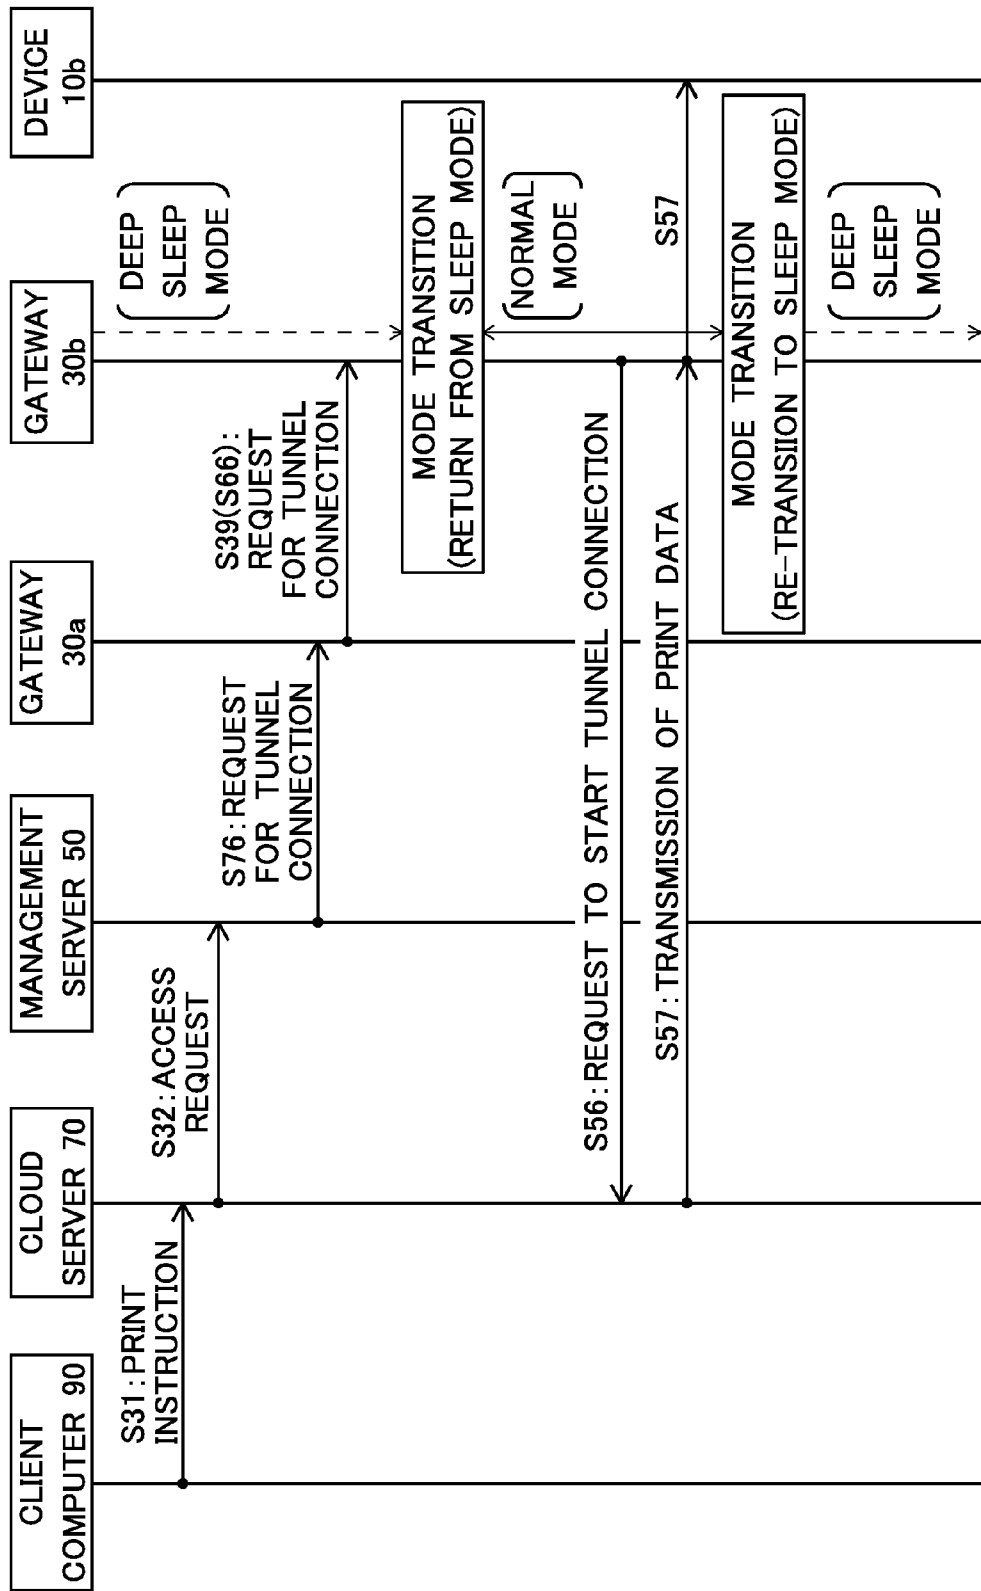 CLIENT
COMPUTER 90
CLOUD
SERVER 70
MANAGEMENT
SERVER 50
GATEWAY
30a
GATEWAY
30b
DEVICE
10b
DEEP
SLEEP
MODE
S31:PRINT
INSTRUCTION
S32:ACCESS
REQUEST
S76:REQUEST
FOR TUNNEL
CONNECTION
S39(S66):
REQUEST
FOR TUNNEL
CONNECTION
MODE TRANSITION
(RETURN FROM SLEEP MODE)
NORMAL
MODE
S56:REQUEST TO START TUNNEL CONNECTION
S57:TRANSMISSION OF PRINT DATA
S57
MODE TRANSITION
(RE-TRANSIION TO SLEEP MODE)
DEEP
SLEEP
MODE